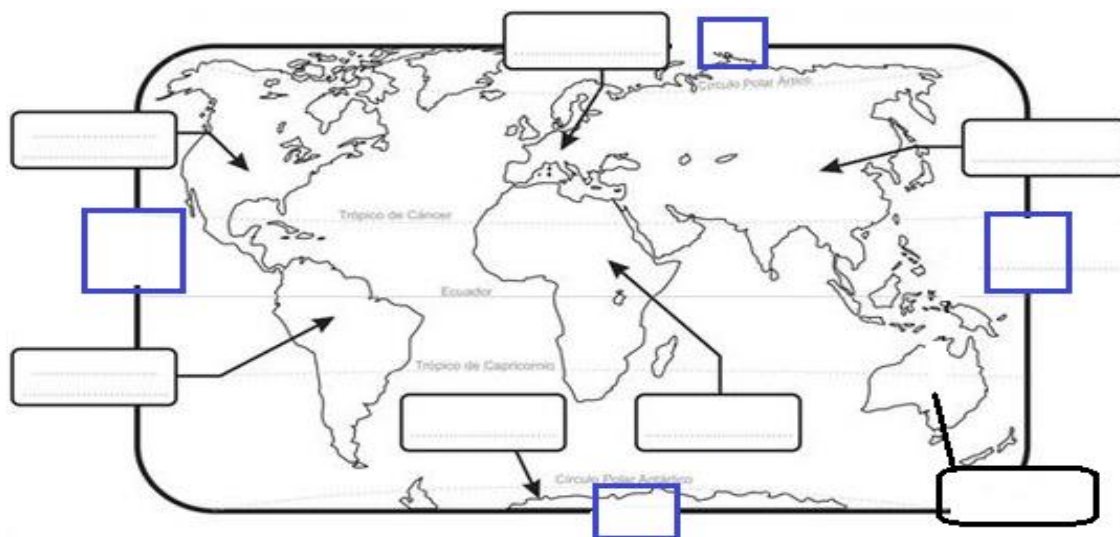 Círculo Polar Ártico
Trópico de Cáncer
Ecuador
Trópico de Capricornio
Círculo Polar Antártico